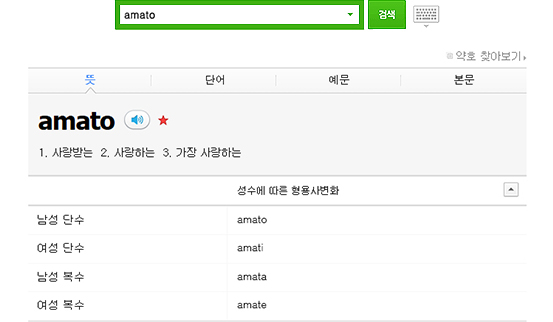 amato
검색
약호 찾아보기
뜻 단어 예문 본문
amato
1. 사랑받는 2. 사랑하는 3. 가장 사랑하는
성수에 따른 형용사변화
남성 단수 amato
여성 단수 amati
남성 복수 amata
여성 복수 amate